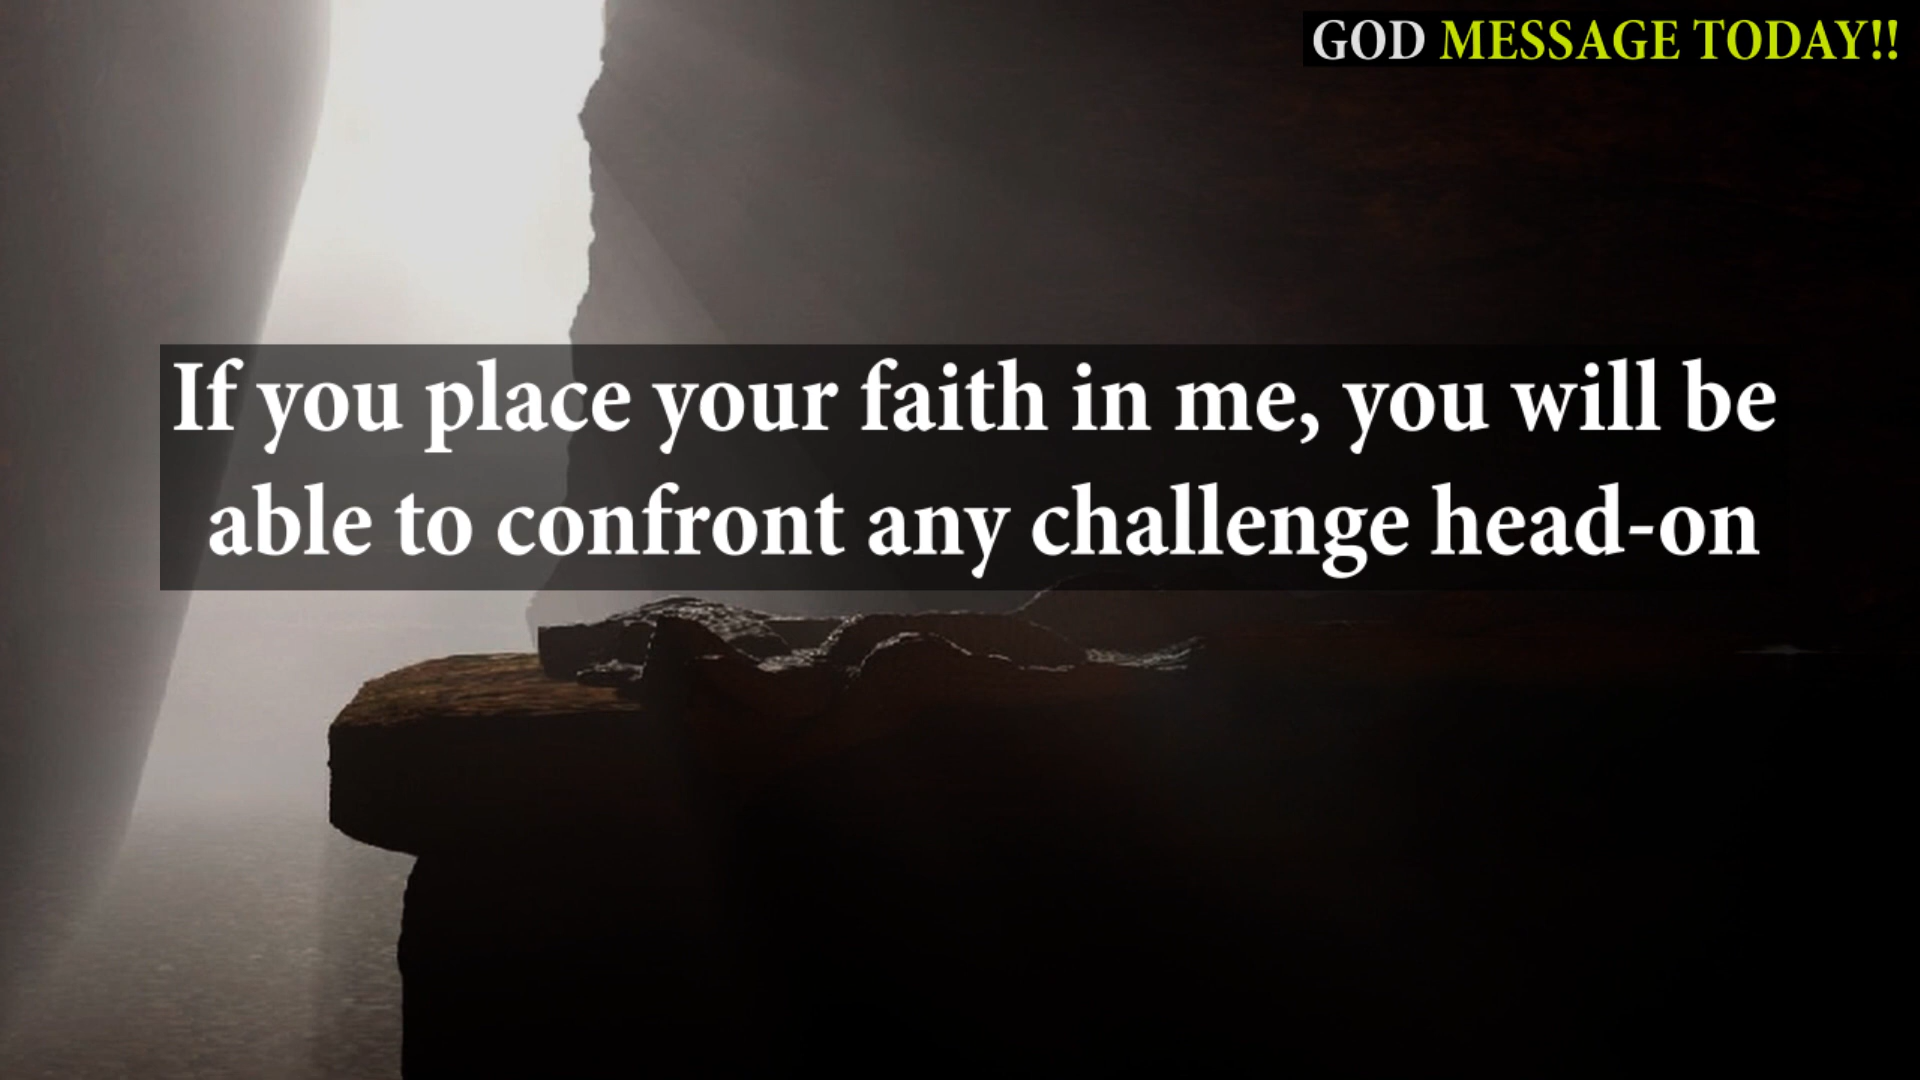 GOD MESSAGE TODAY!!
If you place your faith in me, you will be
able to confront any challenge head-on